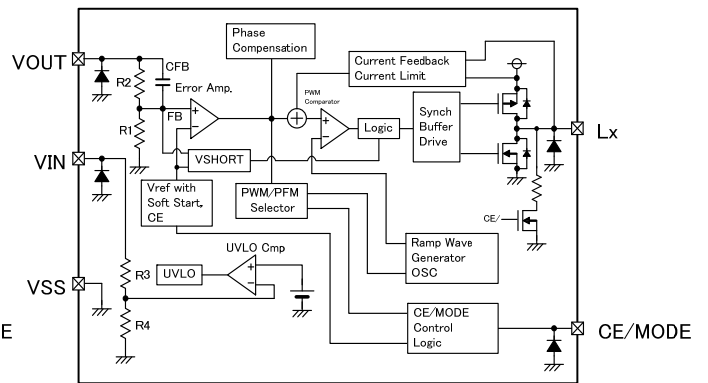 Phase
Compensation
VOUT
CFB
R2
Error Amp.
Current Feedback
Current Limit
PWM
Comparator
FB
+
−
+
−
Logic
Synch
Buffer
Drive
R1
Lx
VIN
VSHORT
Vref with
Soft Start,
CE
PWM/PFM
Selector
CE/
Ramp Wave
Generator
OSC
UVLO Cmp
R3
UVLO
+
−
VSS
R4
CE/MODE
Control
Logic
E
CE/MODE